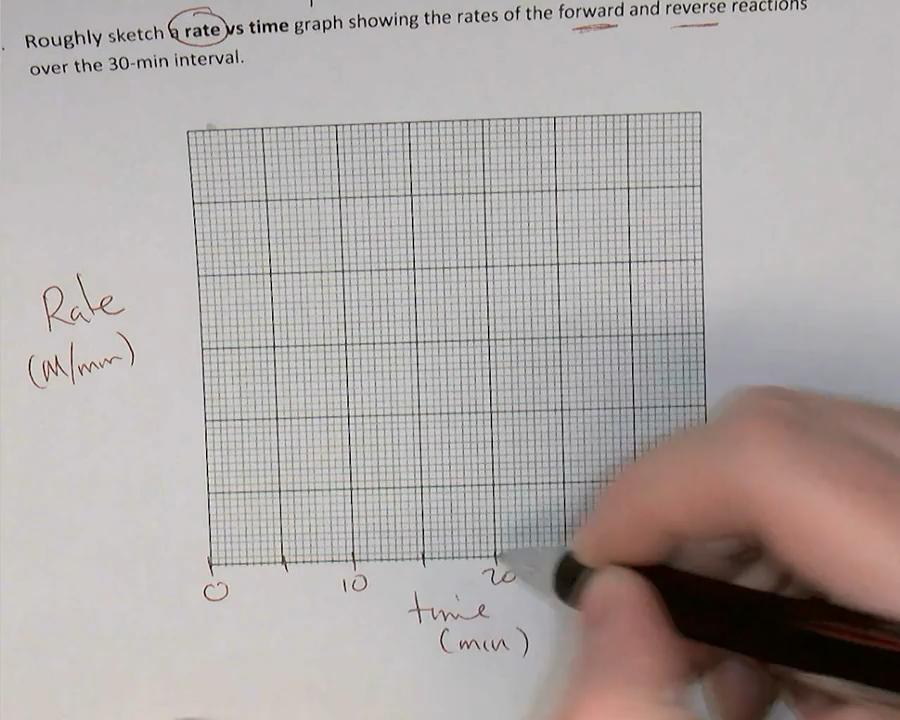 Roughly sketch a rate vs time graph showing the rates of the forward and reverse reactions
over the 30-min interval.
Rate
(M/min)
0 10 20
time
(min)